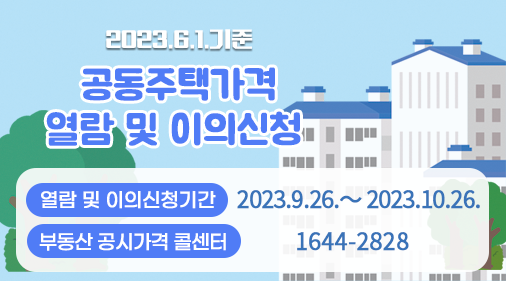 2023.6.1.기준
공동주택가격
열람 및 이의신청
열람 및 이의신청기간 2023.9.26.~ 2023.10.26.
부동산 공시가격 콜센터 1644-2828